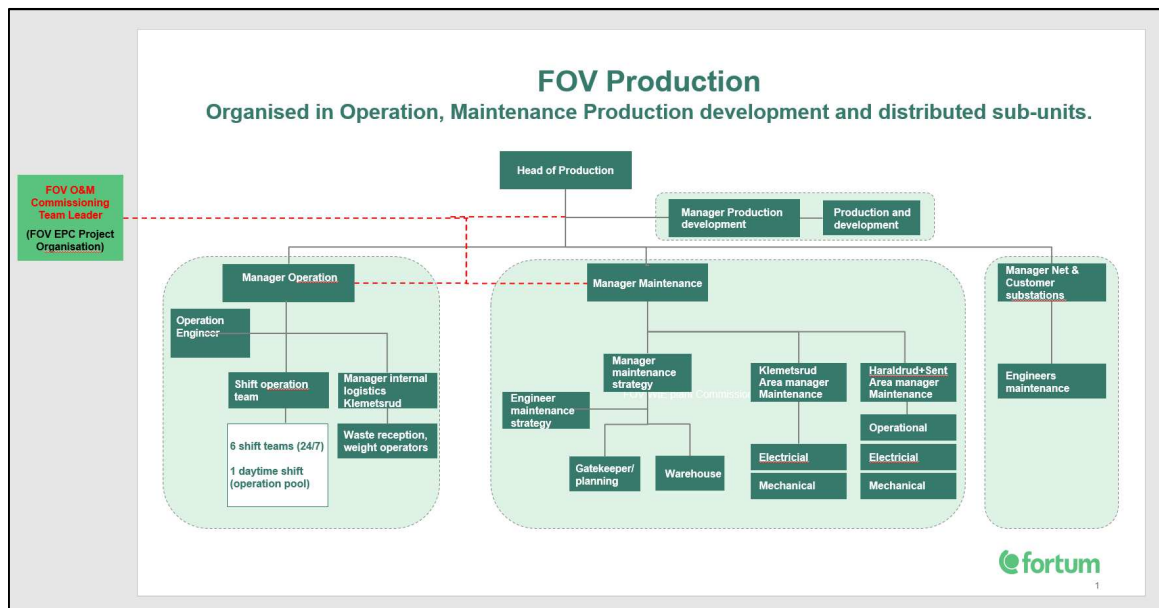 FOV Production
Organised in Operation, Maintenance Production development and distributed sub-units.
Head of Production
FOV O&M
Commissioning
Team Leader
(FOV EPC Project
Organisation)
Manager Production
development
Production and
development
Manager Operation
Manager Maintenance
Manager Net &
Customer
substations
Operation
Engineer
Shift operation
team
Manager internal
logistics
Klemetsrud
6 shift teams (24/7)
1 daytime shift
(operation pool)
Waste reception,
weight operators
Manager
maintenance
strategy
Engineer
maintenance
strategy
Gatekeeper/
planning
Warehouse
Klemetsrud
Area manager
Maintenance
Electricial
Mechanical
Haraldrud+Sent
Area manager
Maintenance
Operational
Electricial
Mechanical
Engineers
maintenance
fortum
1